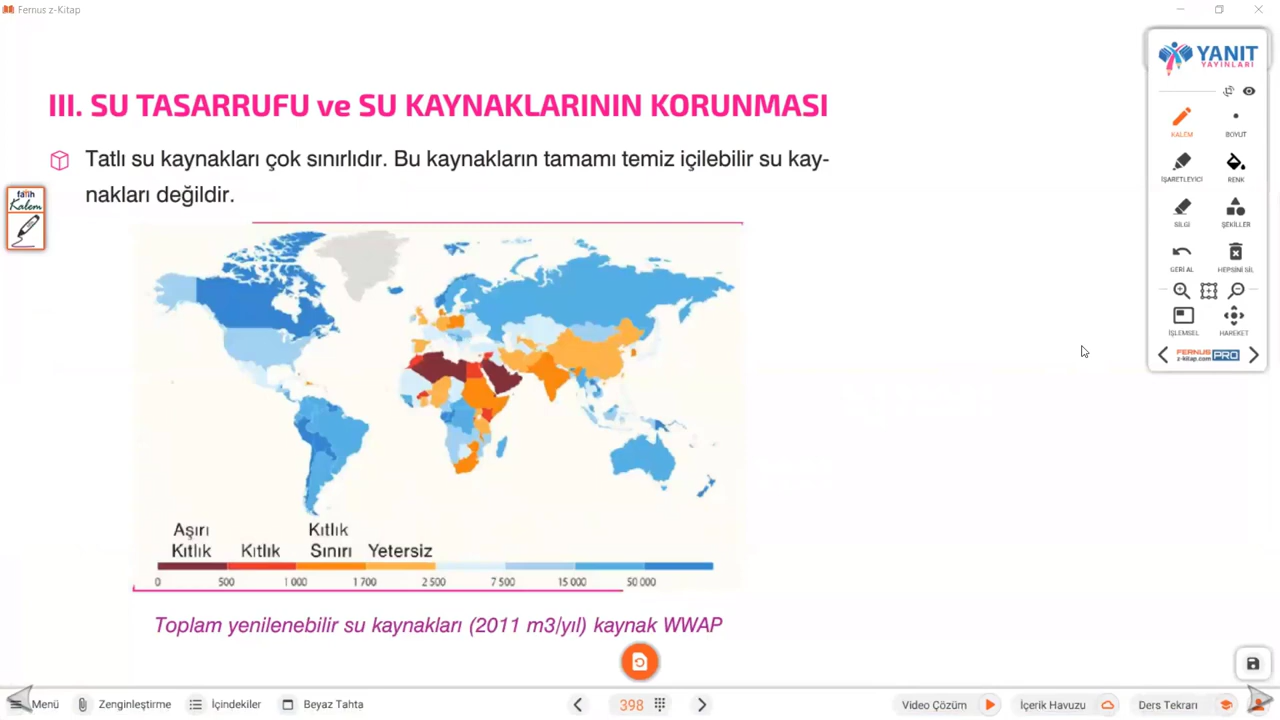 Fernus z-Kitap
YANIT
YAYINLARI
III. SU TASARRUFU ve SU KAYNAKLARININ KORUNMASI
Tatlı su kaynakları çok sınırlıdır. Bu kaynakların tamamı temiz içilebilir su kay-
nakları değildir.
fatih
Kalem
KALEM
BOYUT
İŞARETLEYİCİ
RENK
SİLGİ
ŞEKİLLER
GERİ AL
HEPSİNİ SİL
İŞLEMSEL
HAREKET
FERNUS
z-kitap.com PRO
Aşırı Kıtlık
Kıtlık
Kıtlık Sınırı
Yetersiz
0 500 1 000 1 700 2 500 7 500 15 000 50 000
Toplam yenilenebilir su kaynakları (2011 m3/yıl) kaynak WWAP
Menü
Zenginleştirme
İçindekiler
Beyaz Tahta
398
Video Çözüm
İçerik Havuzu
Ders Tekrarı